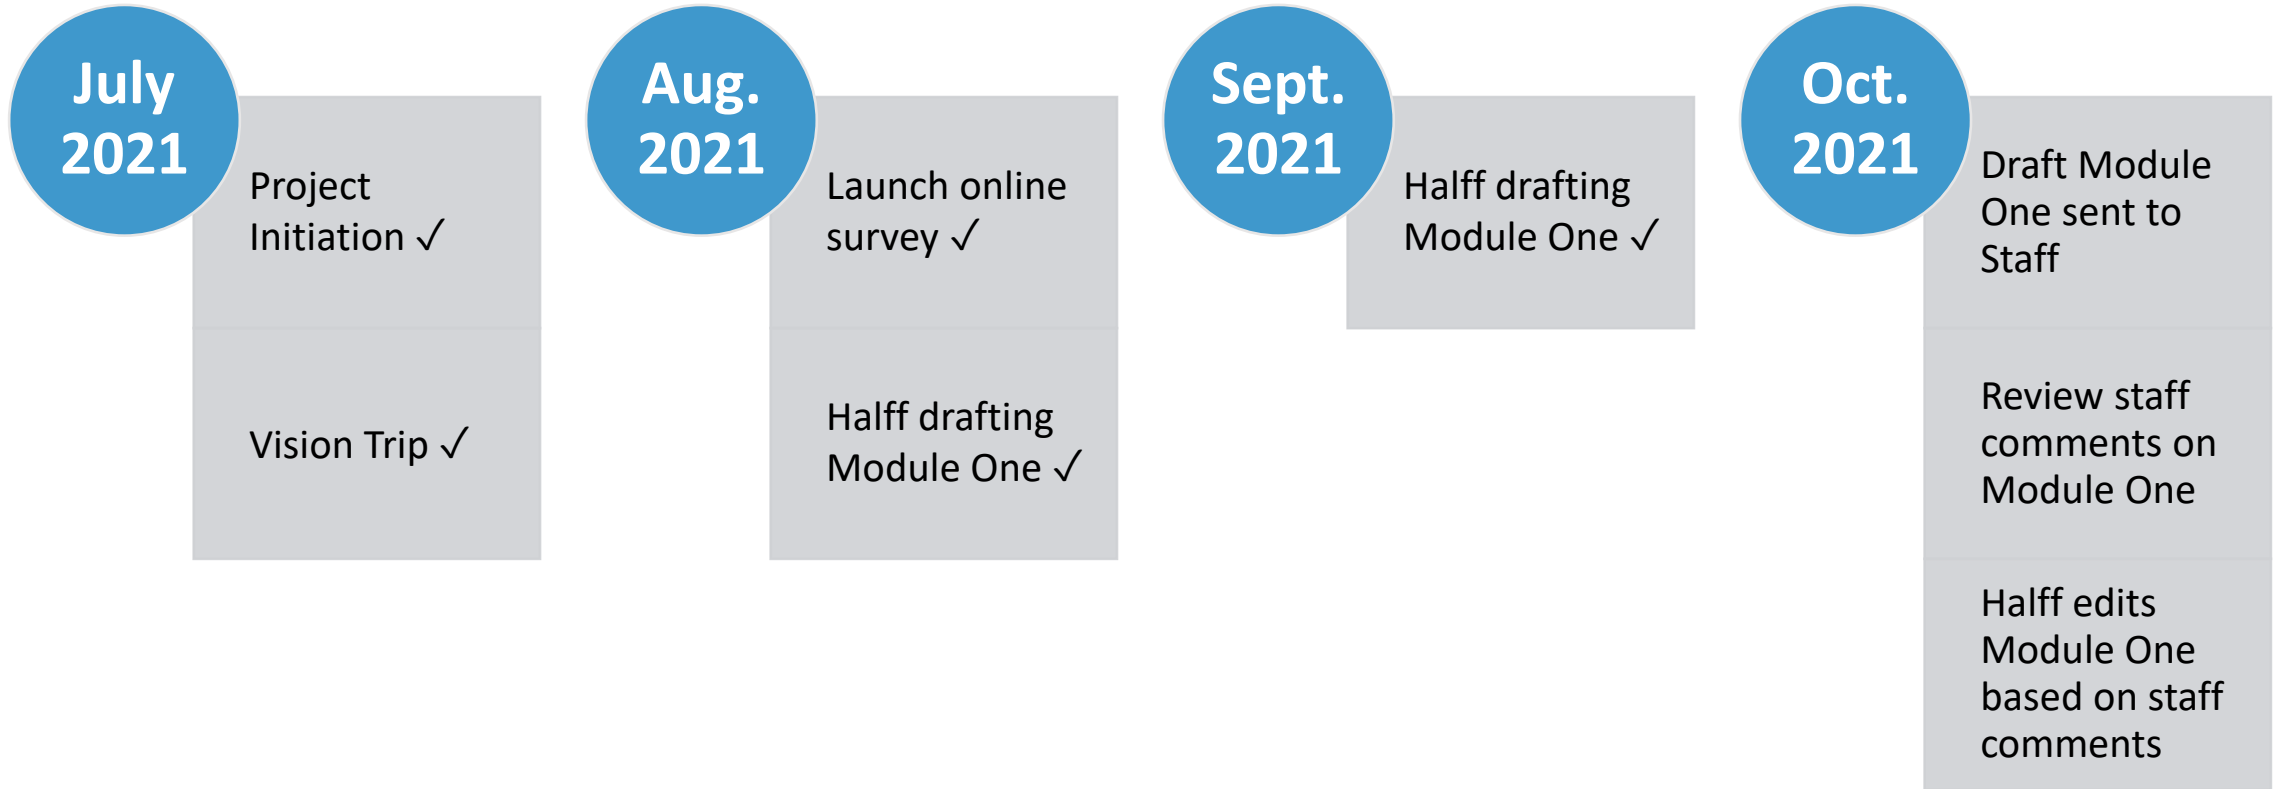 July
2021
Project
Initiation ✓
Vision Trip ✓
Aug.
2021
Launch online
survey ✓
Halff drafting
Module One ✓
Sept.
2021
Halff drafting
Module One ✓
Oct.
2021
Draft Module
One sent to
Staff
Review staff
comments on
Module One
Halff edits
Module One
based on staff
comments